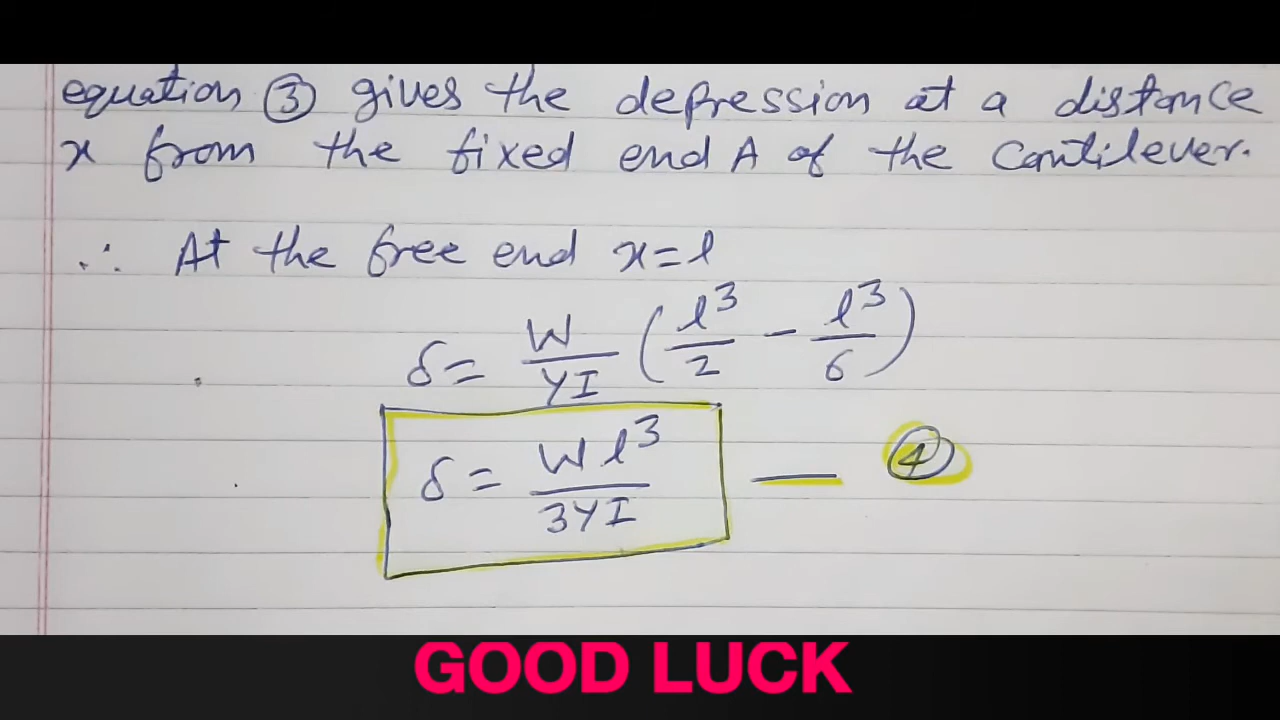 equation ③ gives the depression at a distance
x from the fixed end A of the cantilever.
∴ At the free end x=l
δ= W/YI (l³/2 - l³/6)
δ= Wl³/3YI — ④
GOOD LUCK